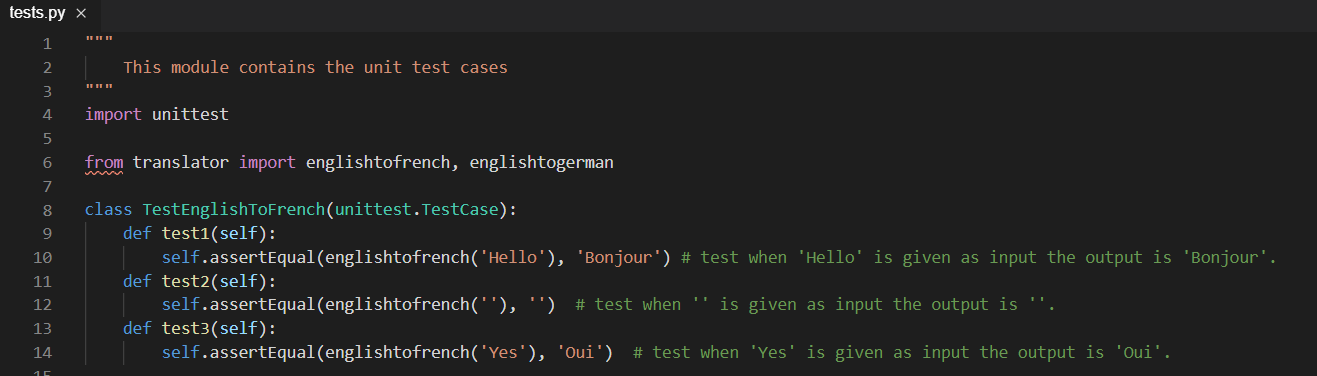 tests.py ×
1 """
2     This module contains the unit test cases
3 """
4 import unittest
5
6 from translator import englishtofrench, englishtogerman
7
8 class TestEnglishToFrench(unittest.TestCase):
9     def test1(self):
10         self.assertEqual(englishtofrench('Hello'), 'Bonjour') # test when 'Hello' is given as input the output is 'Bonjour'.
11     def test2(self):
12         self.assertEqual(englishtofrench(''), '')  # test when '' is given as input the output is ''.
13     def test3(self):
14         self.assertEqual(englishtofrench('Yes'), 'Oui')  # test when 'Yes' is given as input the output is 'Oui'.
15